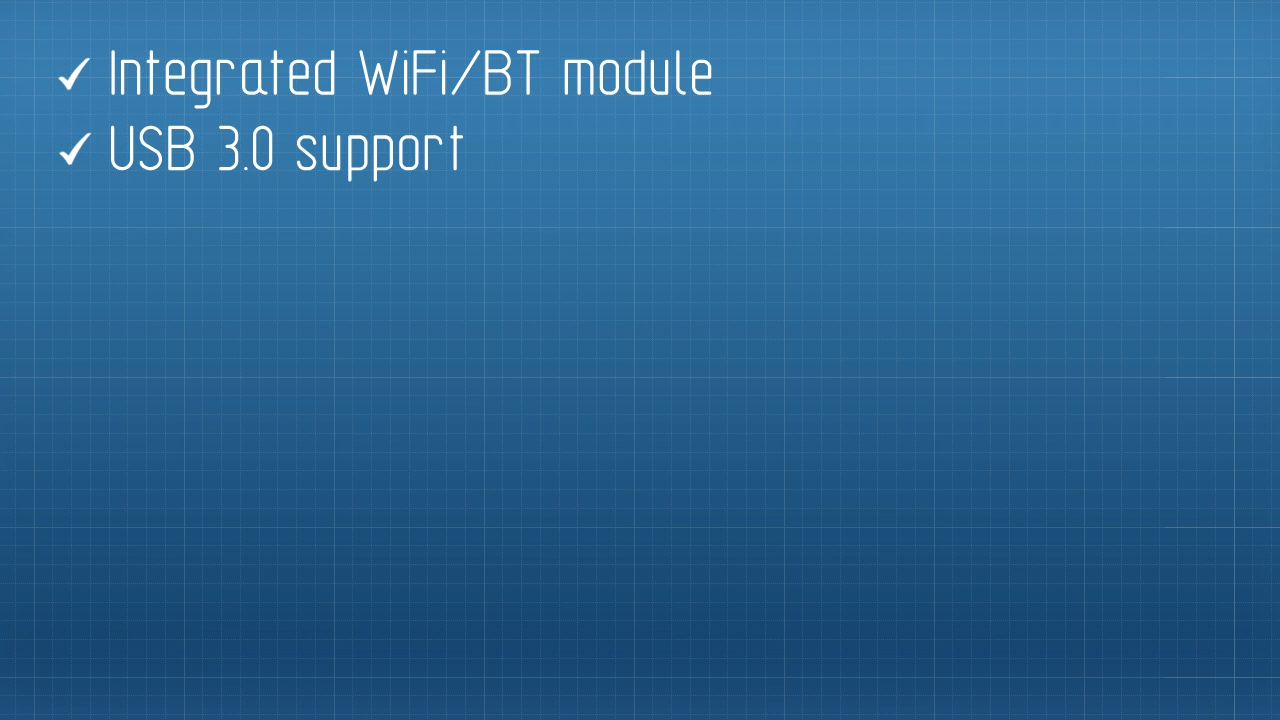 ✓ Integrated WiFi/BT module
✓ USB 3.0 support